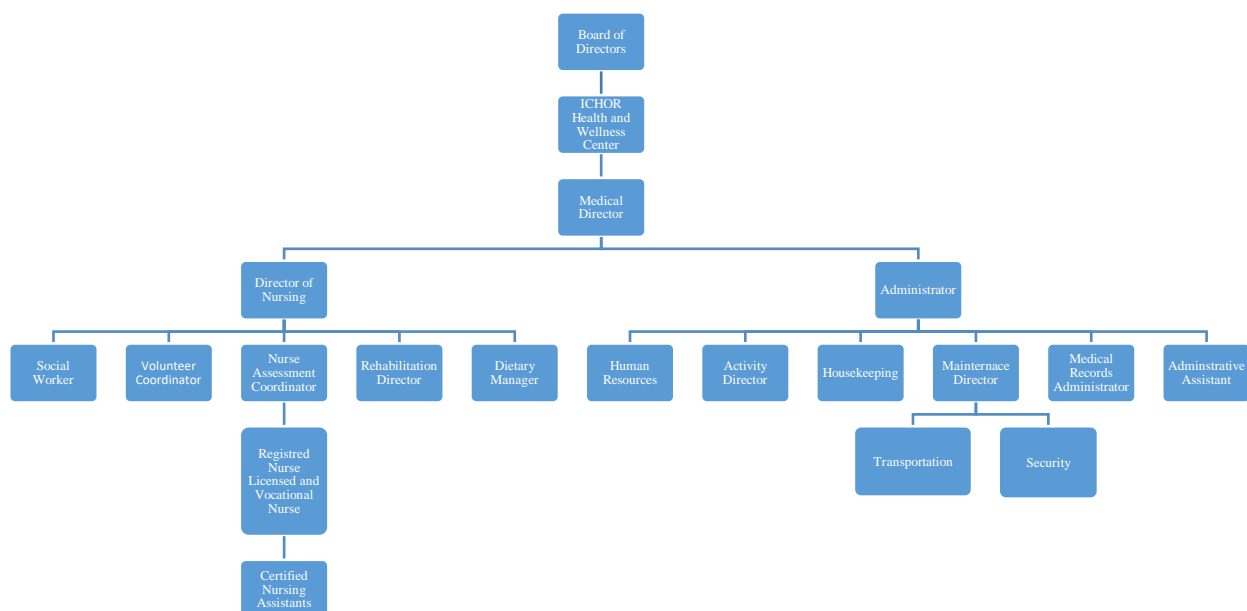 Board of
Directors
ICHOR
Health and
Wellness
Center
Medical
Director
Director of
Nursing
Administrator
Social
Worker
Volunteer
Coordinator
Nurse
Assessment
Coordinator
Rehabilitation
Director
Dietary
Manager
Human
Resources
Activity
Director
Housekeeping
Mainternace
Director
Medical
Records
Administrator
Adminstrative
Assistant
Registred
Nurse
Licensed and
Vocational
Nurse
Transportation
Security
Certified
Nursing
Assistants